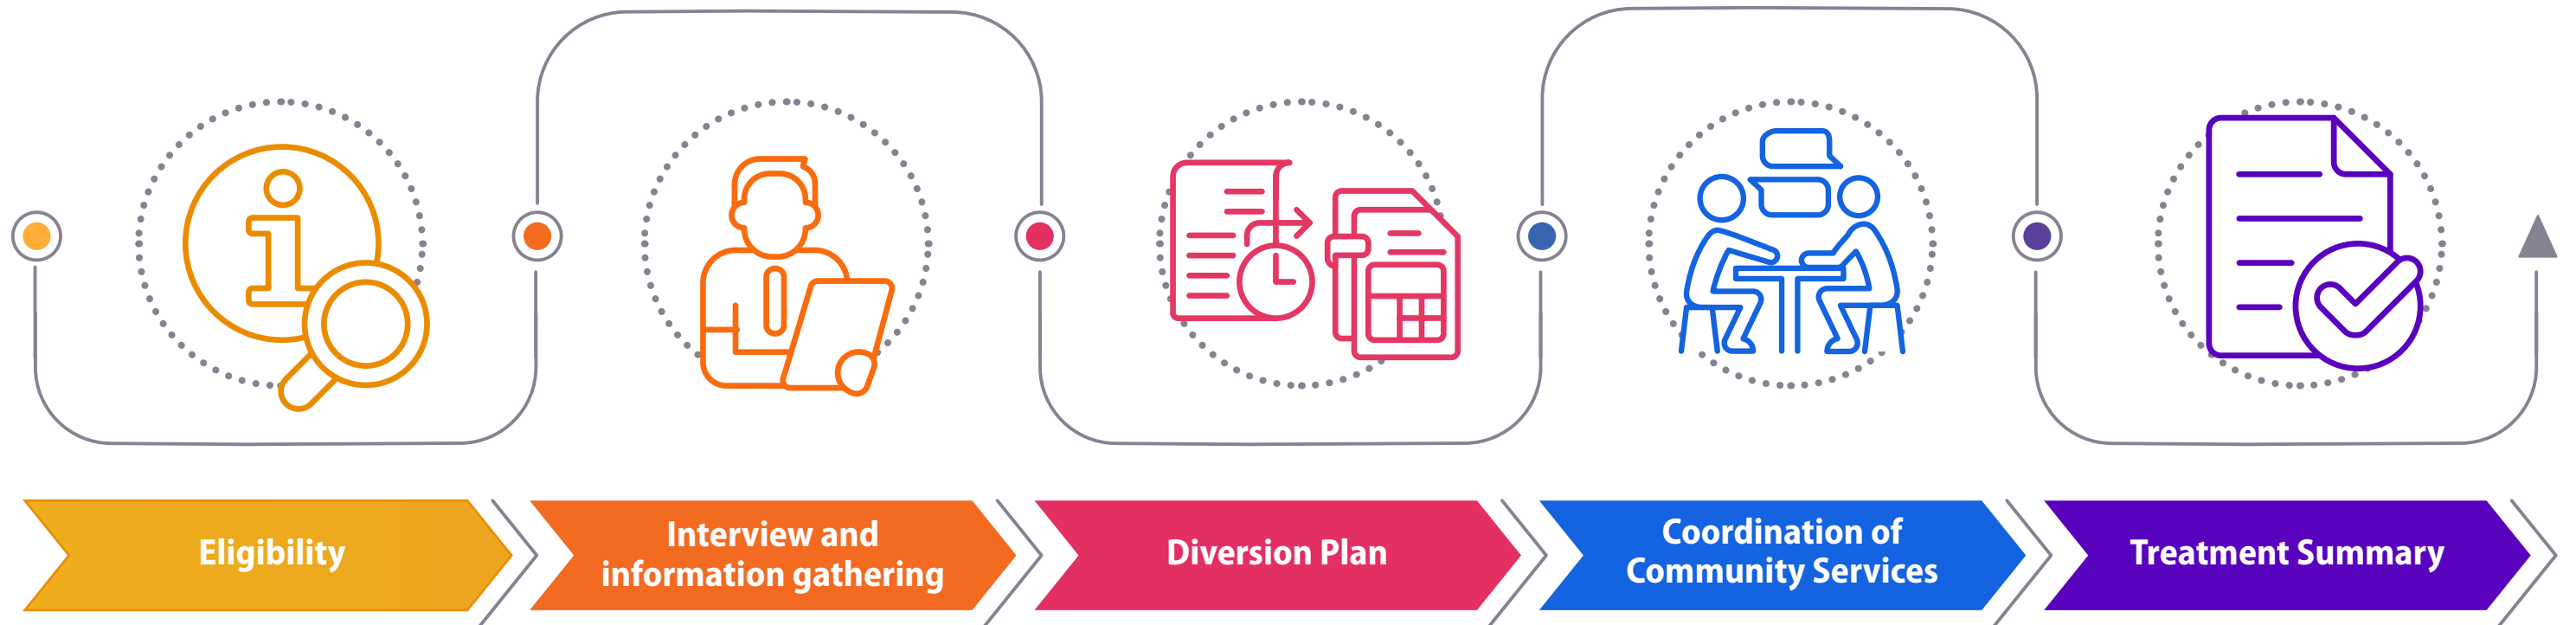 Eligibility
Interview and
information gathering
Diversion Plan
Coordination of
Community Services
Treatment Summary